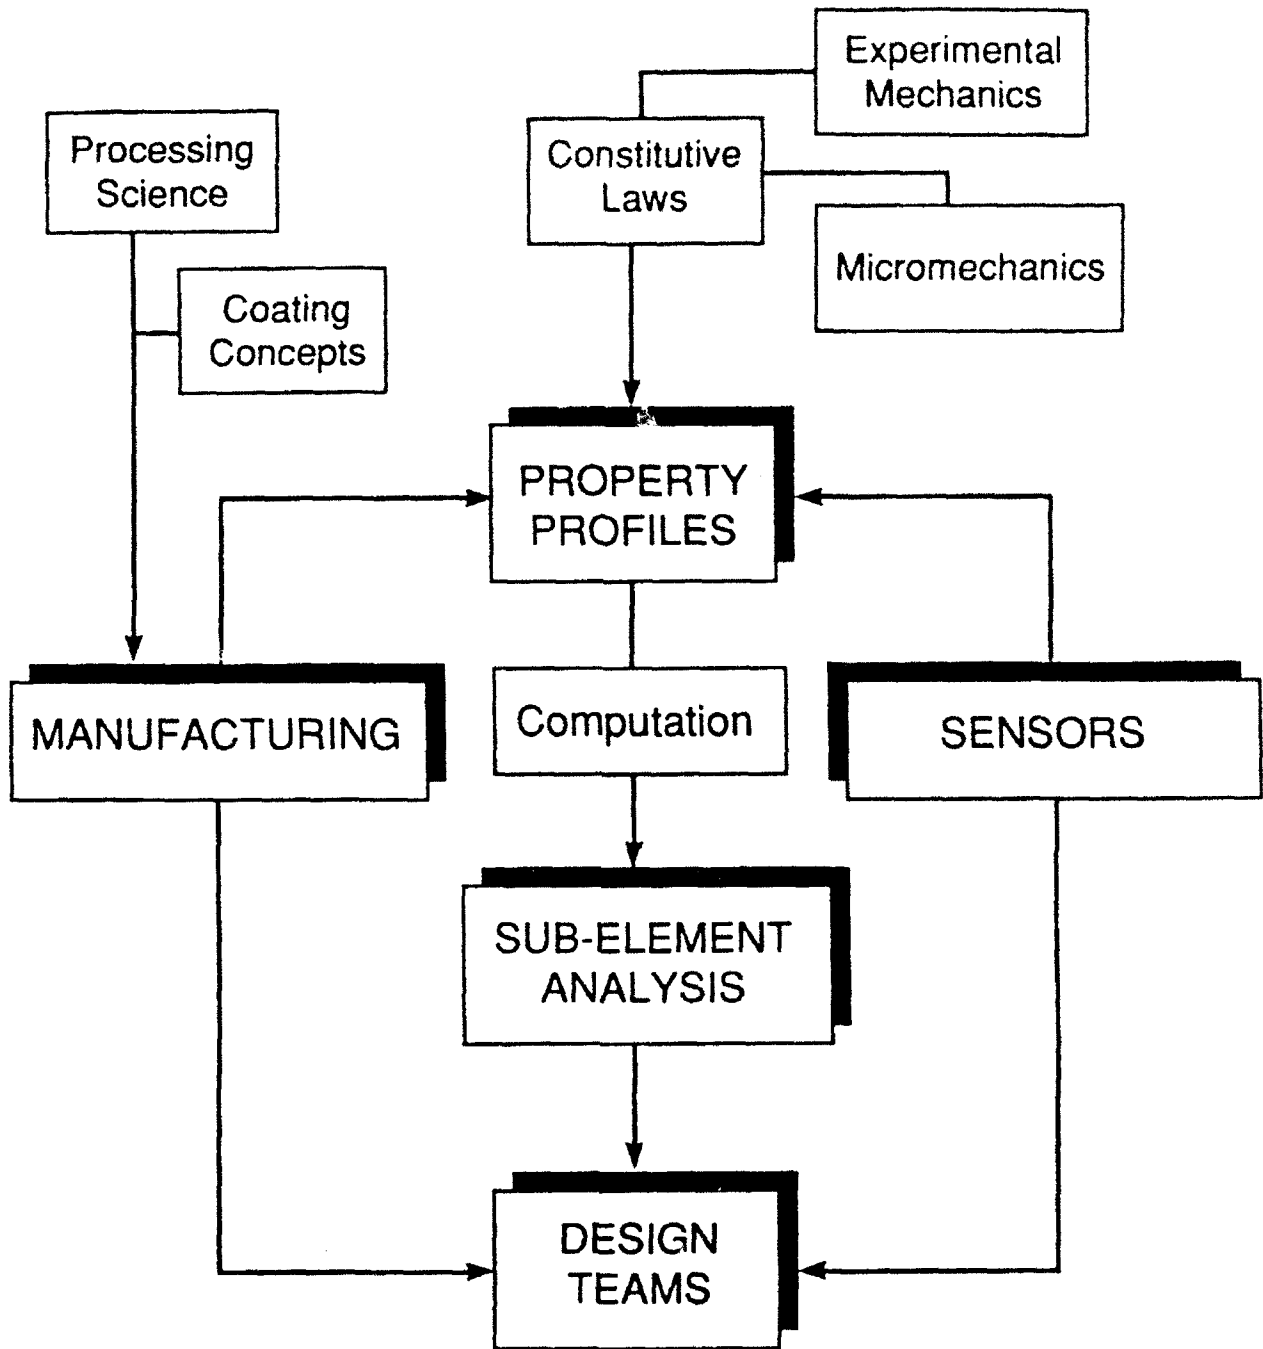 Experimental
Mechanics
Processing
Science
Constitutive
Laws
Micromechanics
Coating
Concepts
PROPERTY
PROFILES
MANUFACTURING
Computation
SENSORS
SUB-ELEMENT
ANALYSIS
DESIGN
TEAMS